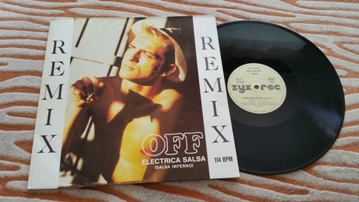 REMIX
REMIX
OFF
ELECTRICA SALSA
(SALSA INFERNO)
114 BPM
zyx·rec